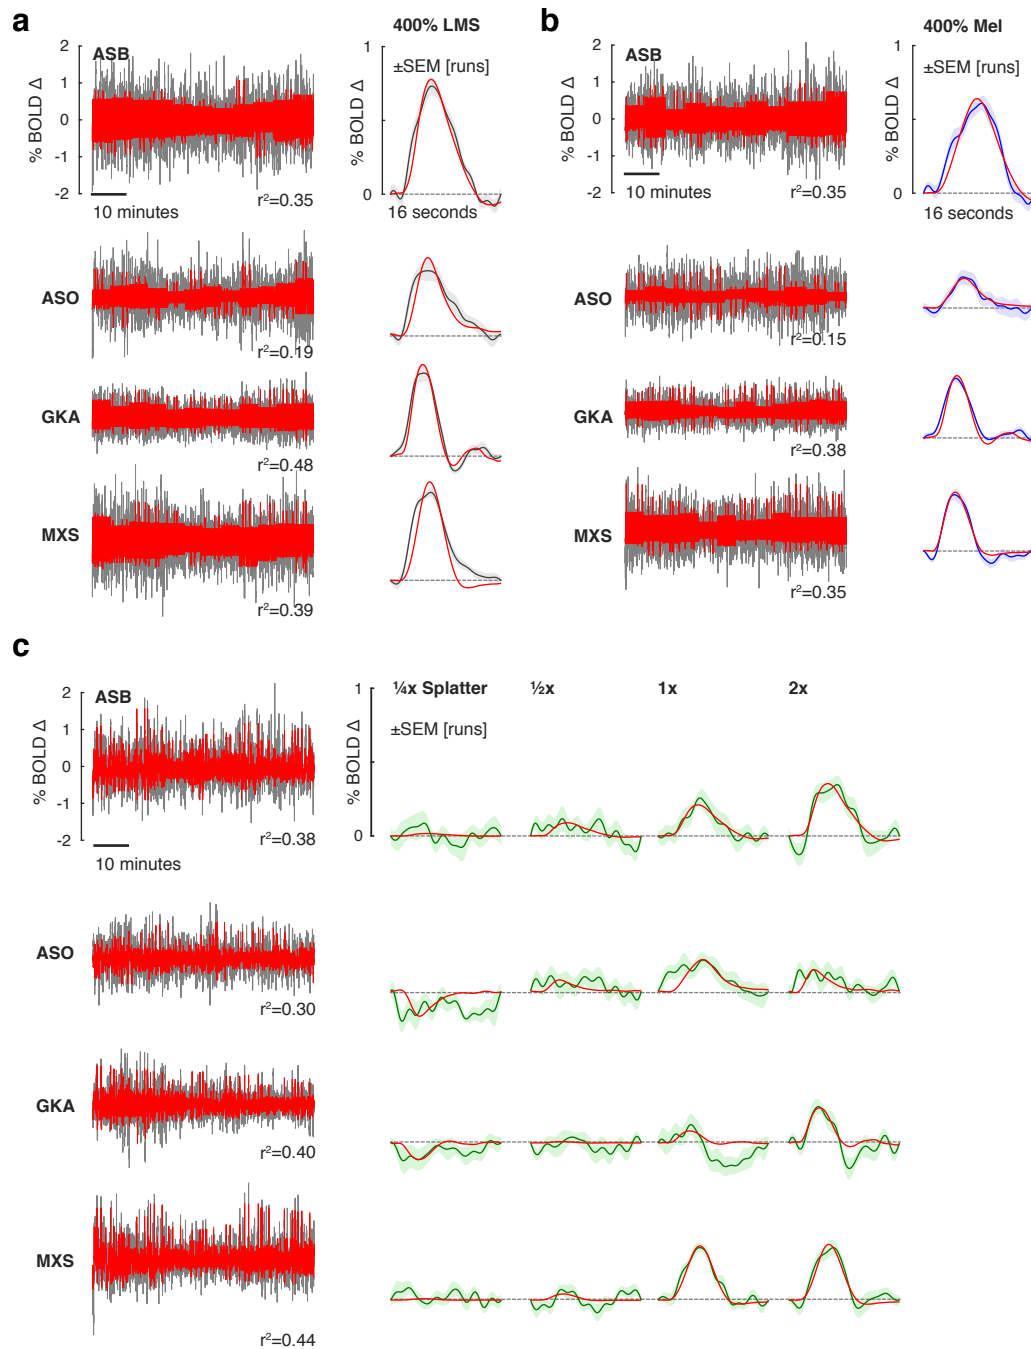 a
400% LMS
b
400% Mel
ASB
±SEM [runs]
% BOLD Δ
2
1
0
-1
-2
10 minutes
r²=0.35
% BOLD Δ
1
0
16 seconds
ASB
±SEM [runs]
% BOLD Δ
2
1
0
-1
-2
10 minutes
r²=0.35
% BOLD Δ
1
0
16 seconds
ASO
r²=0.19
ASO
r²=0.15
GKA
r²=0.48
GKA
r²=0.38
MXS
r²=0.39
MXS
r²=0.35
c
ASB
% BOLD Δ
2
1
0
-1
-2
10 minutes
r²=0.38
% BOLD Δ
1
0
¼x Splatter
½x
1x
2x
±SEM [runs]
ASO
r²=0.30
GKA
r²=0.40
MXS
r²=0.44